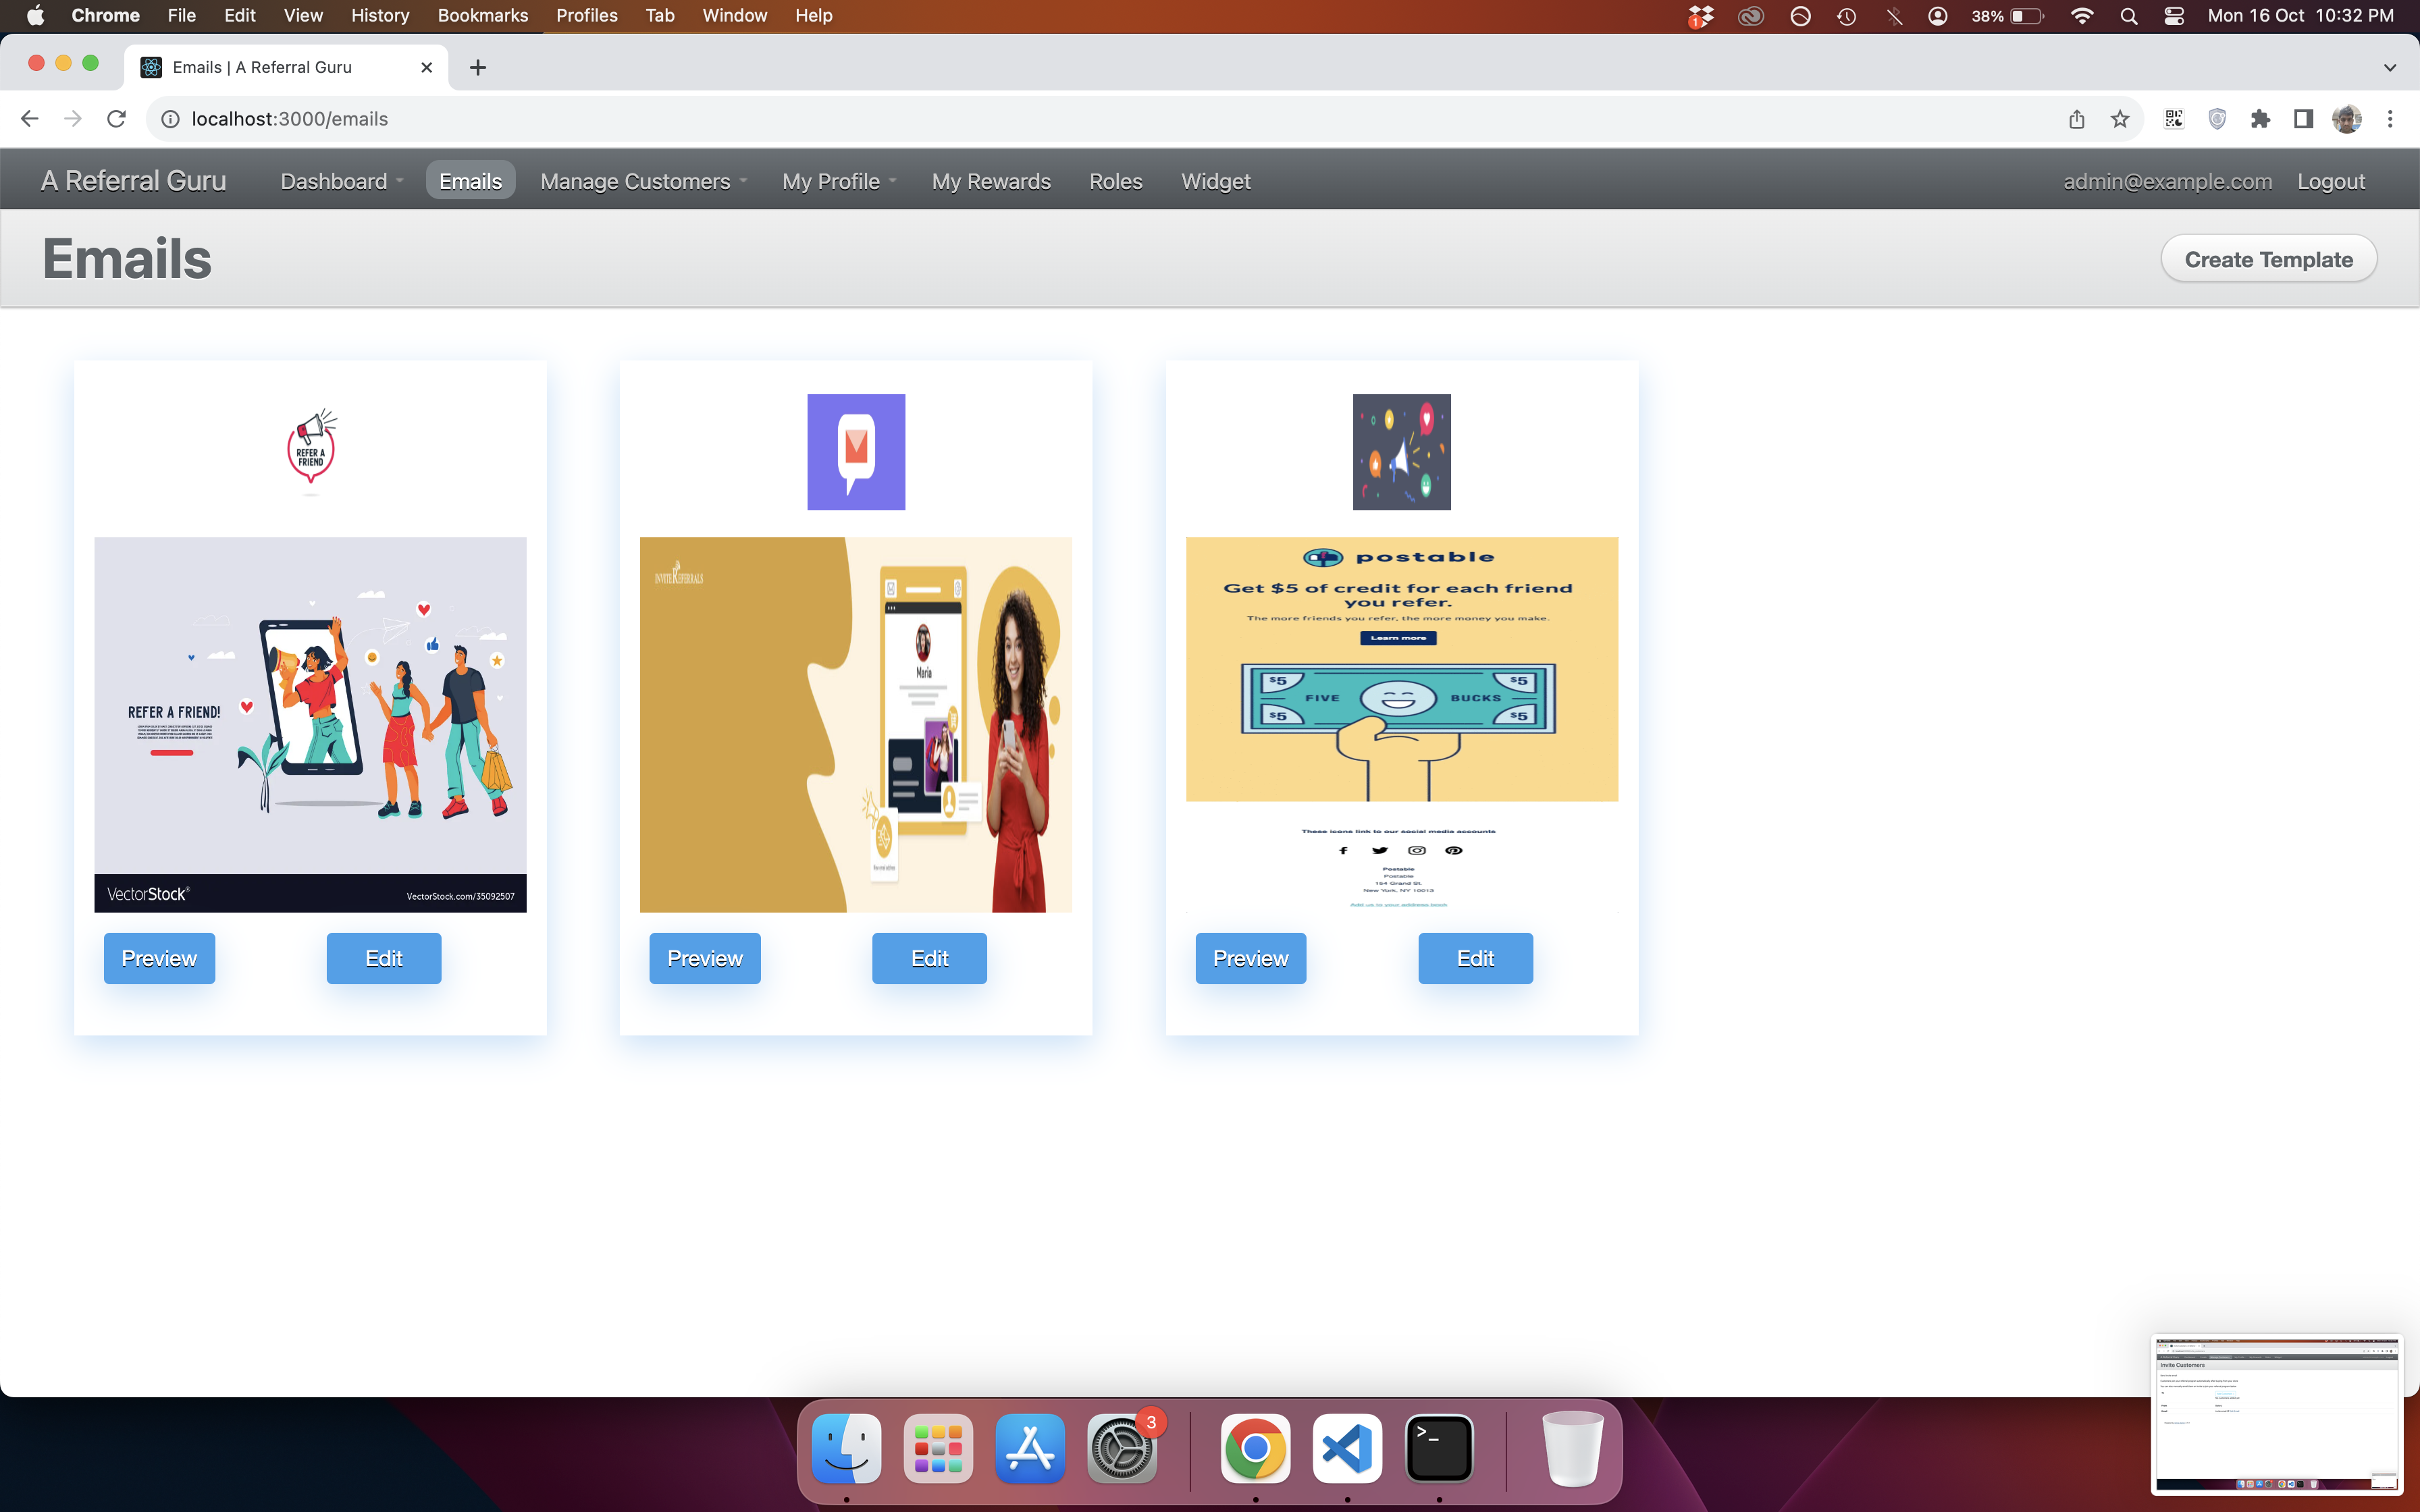 Chrome File Edit View History Bookmarks Profiles Tab Window Help
1 38% Mon 16 Oct 10:32 PM
Emails | A Referral Guru
localhost:3000/emails
A Referral Guru Dashboard Emails Manage Customers My Profile My Rewards Roles Widget admin@example.com Logout
Emails
Create Template
REFER A
FRIEND
REFER A FRIEND!
VectorStock®
VectorStock.com/35092507
Preview Edit
INVITEREFERRALS
Maria
Preview Edit
postable
Get $5 of credit for each friend
you refer.
The more friends you refer, the more money you make.
Learn more
$5 $5
FIVE BUCKS
$5 $5
These icons link to our social media accounts
Postable
Postable
154 Grand St.
New York, NY 10013
Add us to your address book
Preview Edit
Invite Customers
3
>_